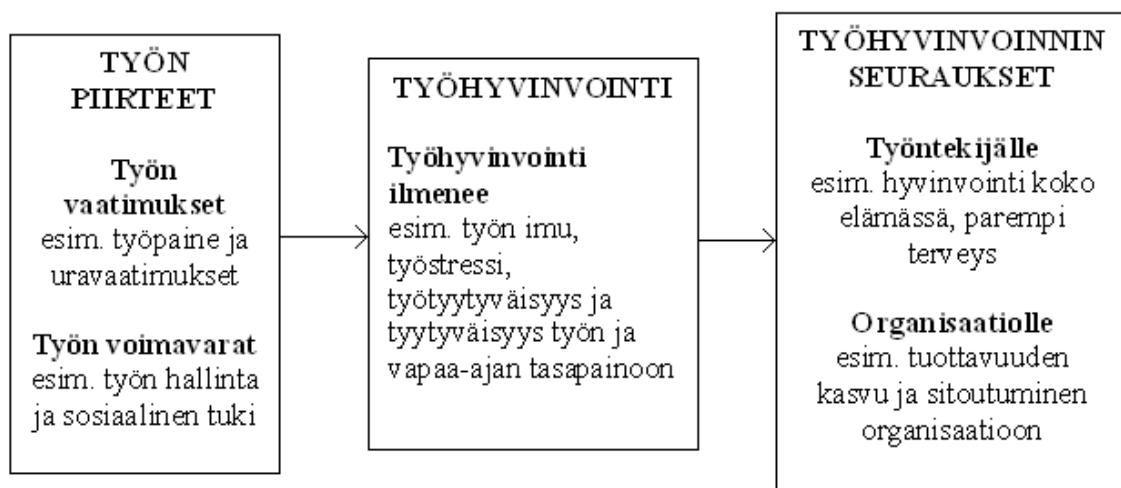 TYÖN
PIIRTEET
Työn
vaatimukset
esim. työpaine ja
uravaatimukset
Työn voimavarat
esim. työn hallinta
ja sosiaalinen tuki
TYÖHYVINVOINTI
Työhyvinvointi
ilmenee
esim. työn imu,
työstressi,
työtyytyväisyys ja
tyytyväisyys työn ja
vapaa-ajan tasapainoon
TYÖHYVINVOINNIN
SEURAUKSET
Työntekijälle
esim. hyvinvointi koko
elämässä, parempi
terveys
Organisaatiolle
esim. tuottavuuden
kasvu ja sitoutuminen
organisaatioon